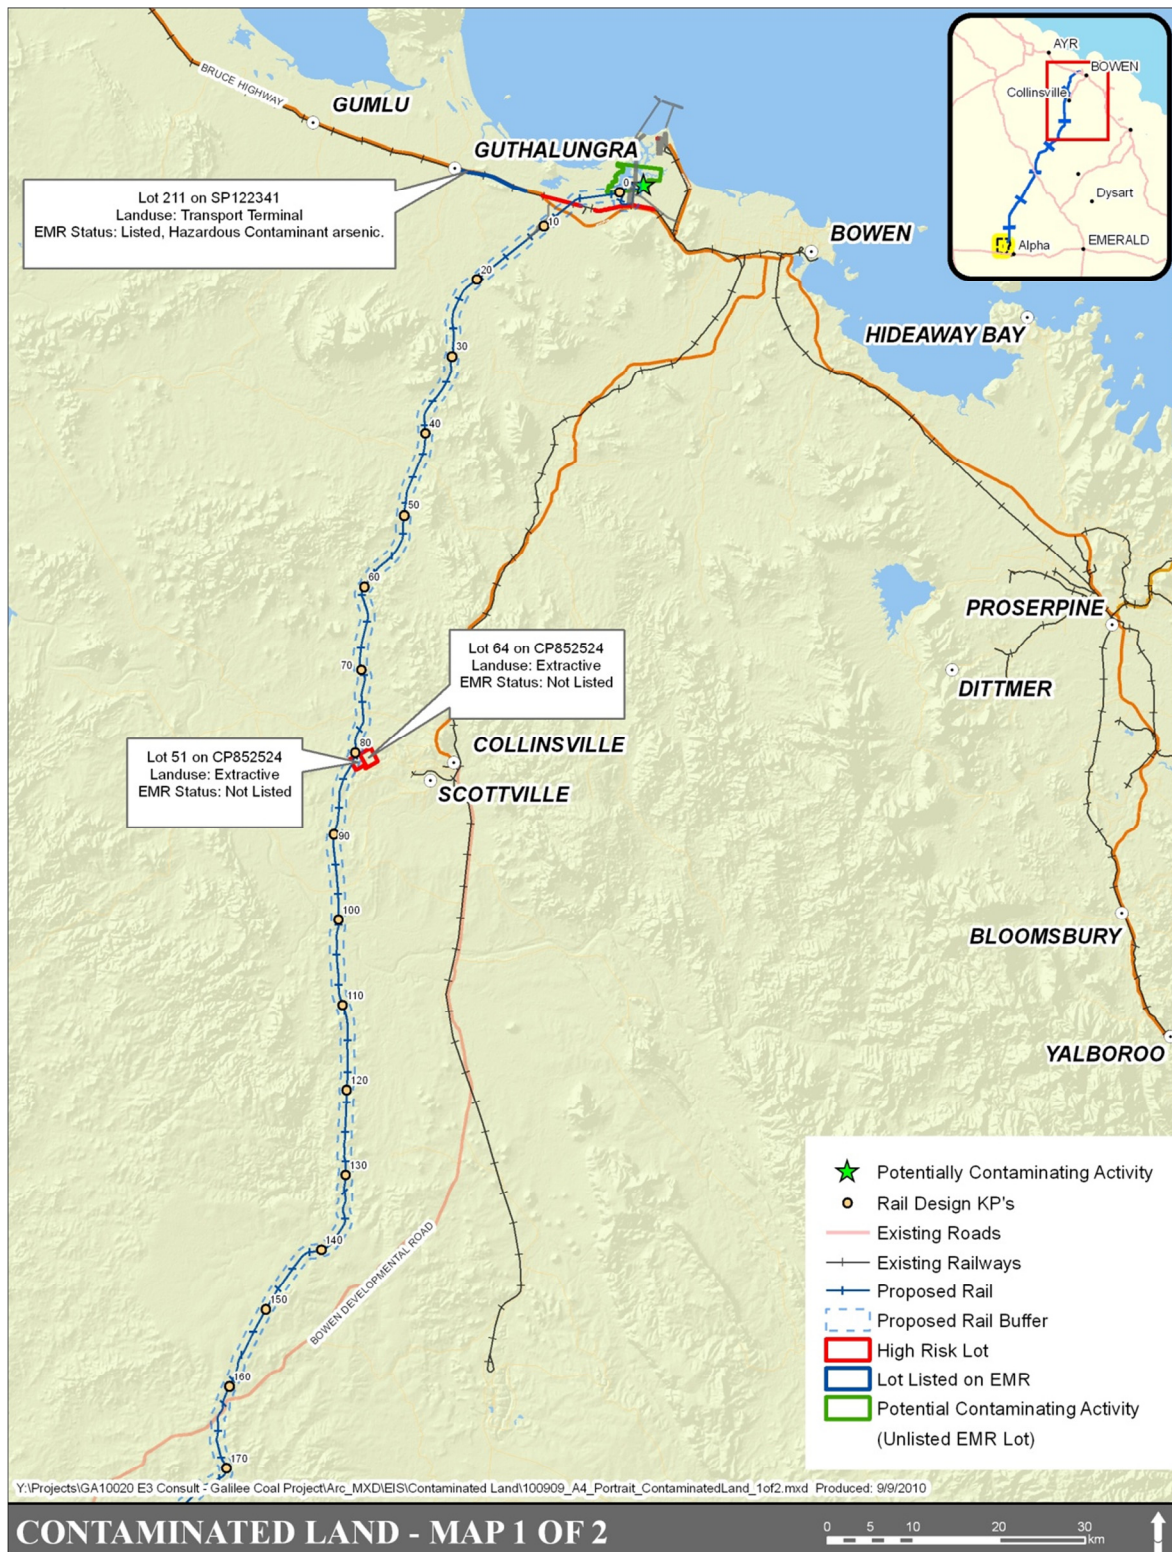 BRUCE HIGHWAY
GUMLU
GUTHALUNGRA
AYR
BOWEN
Collinsville
Dysart
EMERALD
Alpha
Lot 211 on SP122341
Landuse: Transport Terminal
EMR Status: Listed, Hazardous Contaminant arsenic.
0
10
BOWEN
20
HIDEAWAY BAY
30
40
50
60
PROSERPINE
Lot 64 on CP852524
Landuse: Extractive
EMR Status: Not Listed
70
DITTMER
80
COLLINSVILLE
Lot 51 on CP852524
Landuse: Extractive
EMR Status: Not Listed
SCOTTVILLE
90
100
BLOOMSBURY
110
YALBOROO
120
130
140
BOWEN DEVELOPMENTAL ROAD
150
160
170
Potentially Contaminating Activity
Rail Design KP's
Existing Roads
Existing Railways
Proposed Rail
Proposed Rail Buffer
High Risk Lot
Lot Listed on EMR
Potential Contaminating Activity
(Unlisted EMR Lot)
Y:\Projects\GA10020 E3 Consult - Galilee Coal Project\Arc_MXD\EIS\Contaminated Land\100909_A4_Portrait_ContaminatedLand_1of2.mxd Produced: 9/9/2010
CONTAMINATED LAND - MAP 1 OF 2
0 5 10 20 30
km